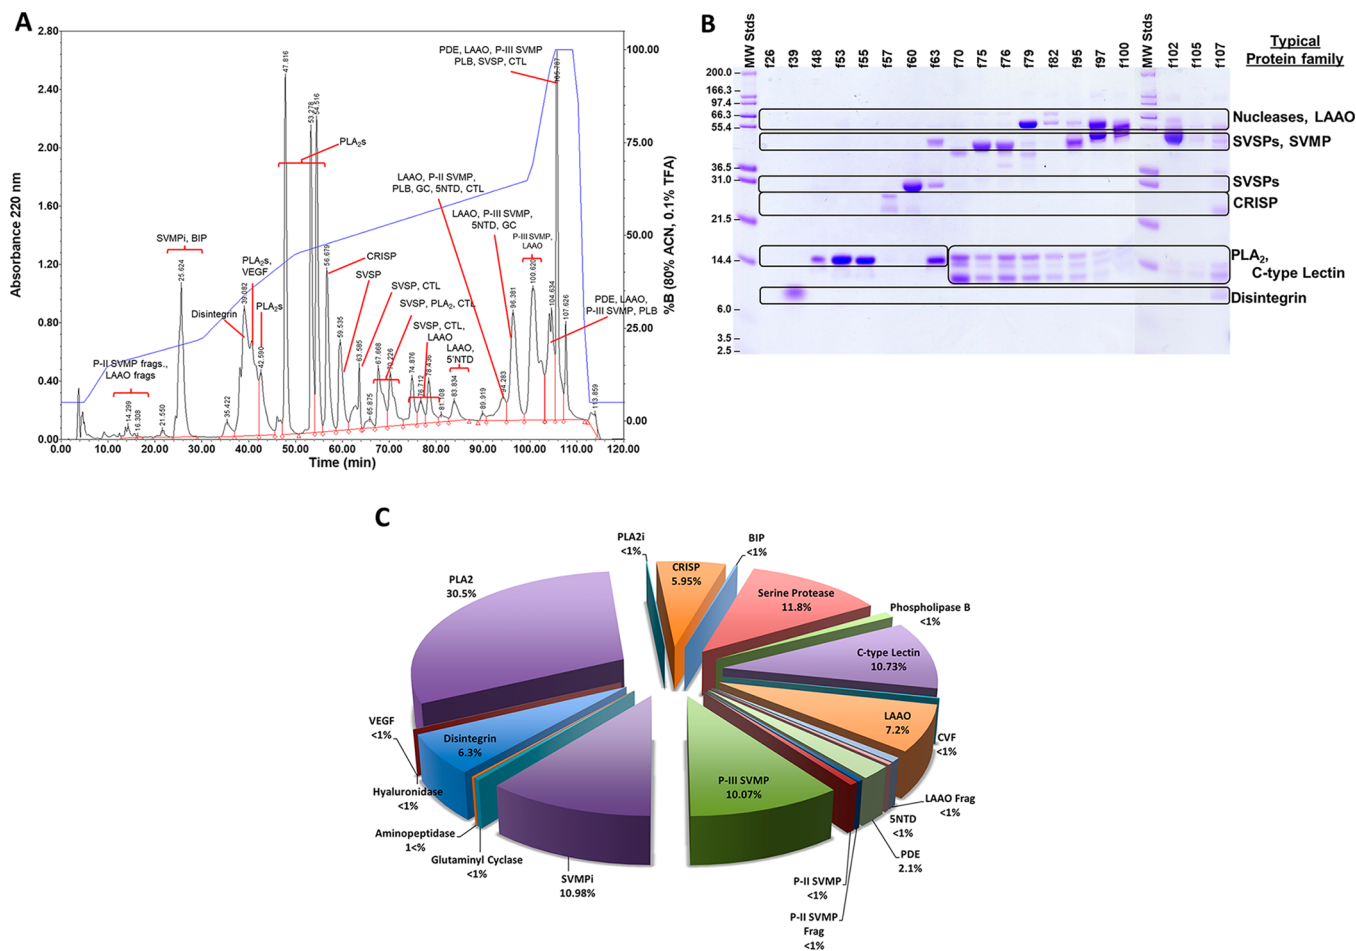 A
2.80
2.40
2.00
1.60
1.20
0.80
0.40
0.00
Absorbance 220 nm
0.00
10.00
20.00
30.00
40.00
50.00
60.00
70.00
80.00
90.00
100.00
110.00
120.00
Time (min)
100.00
75.00
50.00
25.00
0.00
%B (80% ACN, 0.1% TFA)
P-II SVMP frags.,
LAAO frags
SVMPi, BIP
Disintegrin
PLA₂s,
VEGF
PLA₂s
PLA₂s
CRISP
SVSP
SVSP, CTL
SVSP, PLA₂, CTL
SVSP, CTL,
LAAO
LAAO,
5'NTD
LAAO, P-II SVMP,
PLB, GC, 5NTD, CTL
LAAO, P-III SVMP,
5NTD, GC
P-III SVMP,
LAAO
PDE, LAAO, P-III SVMP
PLB, SVSP, CTL
PDE, LAAO,
P-III SVMP, PLB
14.299
16.308
21.550
25.624
35.422
39.082
42.590
47.816
53.278
54.516
56.679
59.535
63.585
65.875
67.668
70.226
74.876
76.712
78.436
81.108
83.834
89.919
94.283
96.381
100.620
104.634
105.787
107.626
113.859
B
MW Stds
f26
f39
f48
f53
f55
f57
f60
f63
f70
f75
f76
f79
f82
f95
f97
f100
MW Stds
f102
f105
f107
Typical
Protein family
200.0
116.3
97.4
66.3
55.4
36.5
31.0
21.5
14.4
6.0
3.5
2.5
Nucleases, LAAO
SVSPs, SVMP
SVSPs
CRISP
PLA₂,
C-type Lectin
Disintegrin
C
PLA2i
<1%
CRISP
5.95%
BIP
<1%
Serine Protease
11.8%
Phospholipase B
<1%
C-type Lectin
10.73%
LAAO
7.2%
CVF
<1%
LAAO Frag
<1%
5NTD
<1%
PDE
2.1%
P-II SVMP
<1%
P-II SVMP
Frag
<1%
P-III SVMP
10.07%
SVMPi
10.98%
Glutaminyl Cyclase
<1%
Aminopeptidase
1<%
Hyaluronidase
<1%
Disintegrin
6.3%
VEGF
<1%
PLA2
30.5%